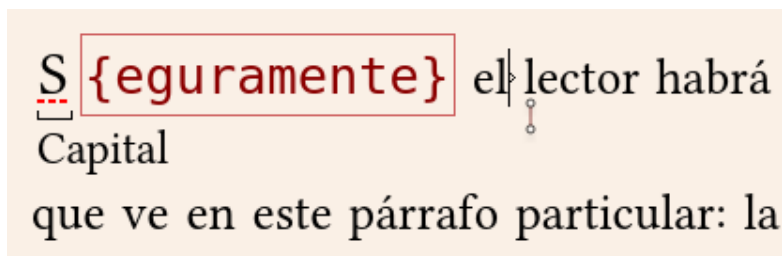 S {eguramente} el lector habrá
Capital
que ve en este párrafo particular: la